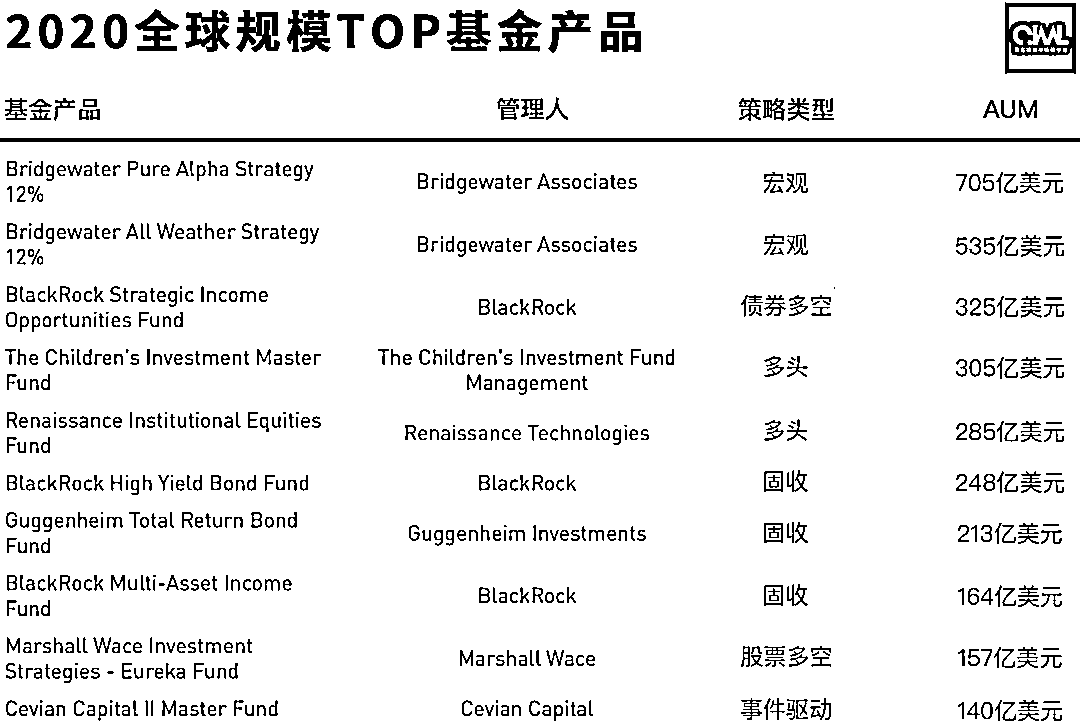 2020全球规模TOP基金产品
基金产品 管理人 策略类型 AUM
Bridgewater Pure Alpha Strategy
12% Bridgewater Associates 宏观 705亿美元
Bridgewater All Weather Strategy
12% Bridgewater Associates 宏观 535亿美元
BlackRock Strategic Income
Opportunities Fund BlackRock 债券多空 325亿美元
The Children's Investment Master
Fund The Children's Investment Fund
Management 多头 305亿美元
Renaissance Institutional Equities
Fund Renaissance Technologies 多头 285亿美元
BlackRock High Yield Bond Fund BlackRock 固收 248亿美元
Guggenheim Total Return Bond
Fund Guggenheim Investments 固收 213亿美元
BlackRock Multi-Asset Income
Fund BlackRock 固收 164亿美元
Marshall Wace Investment
Strategies - Eureka Fund Marshall Wace 股票多空 157亿美元
Cevian Capital II Master Fund Cevian Capital 事件驱动 140亿美元